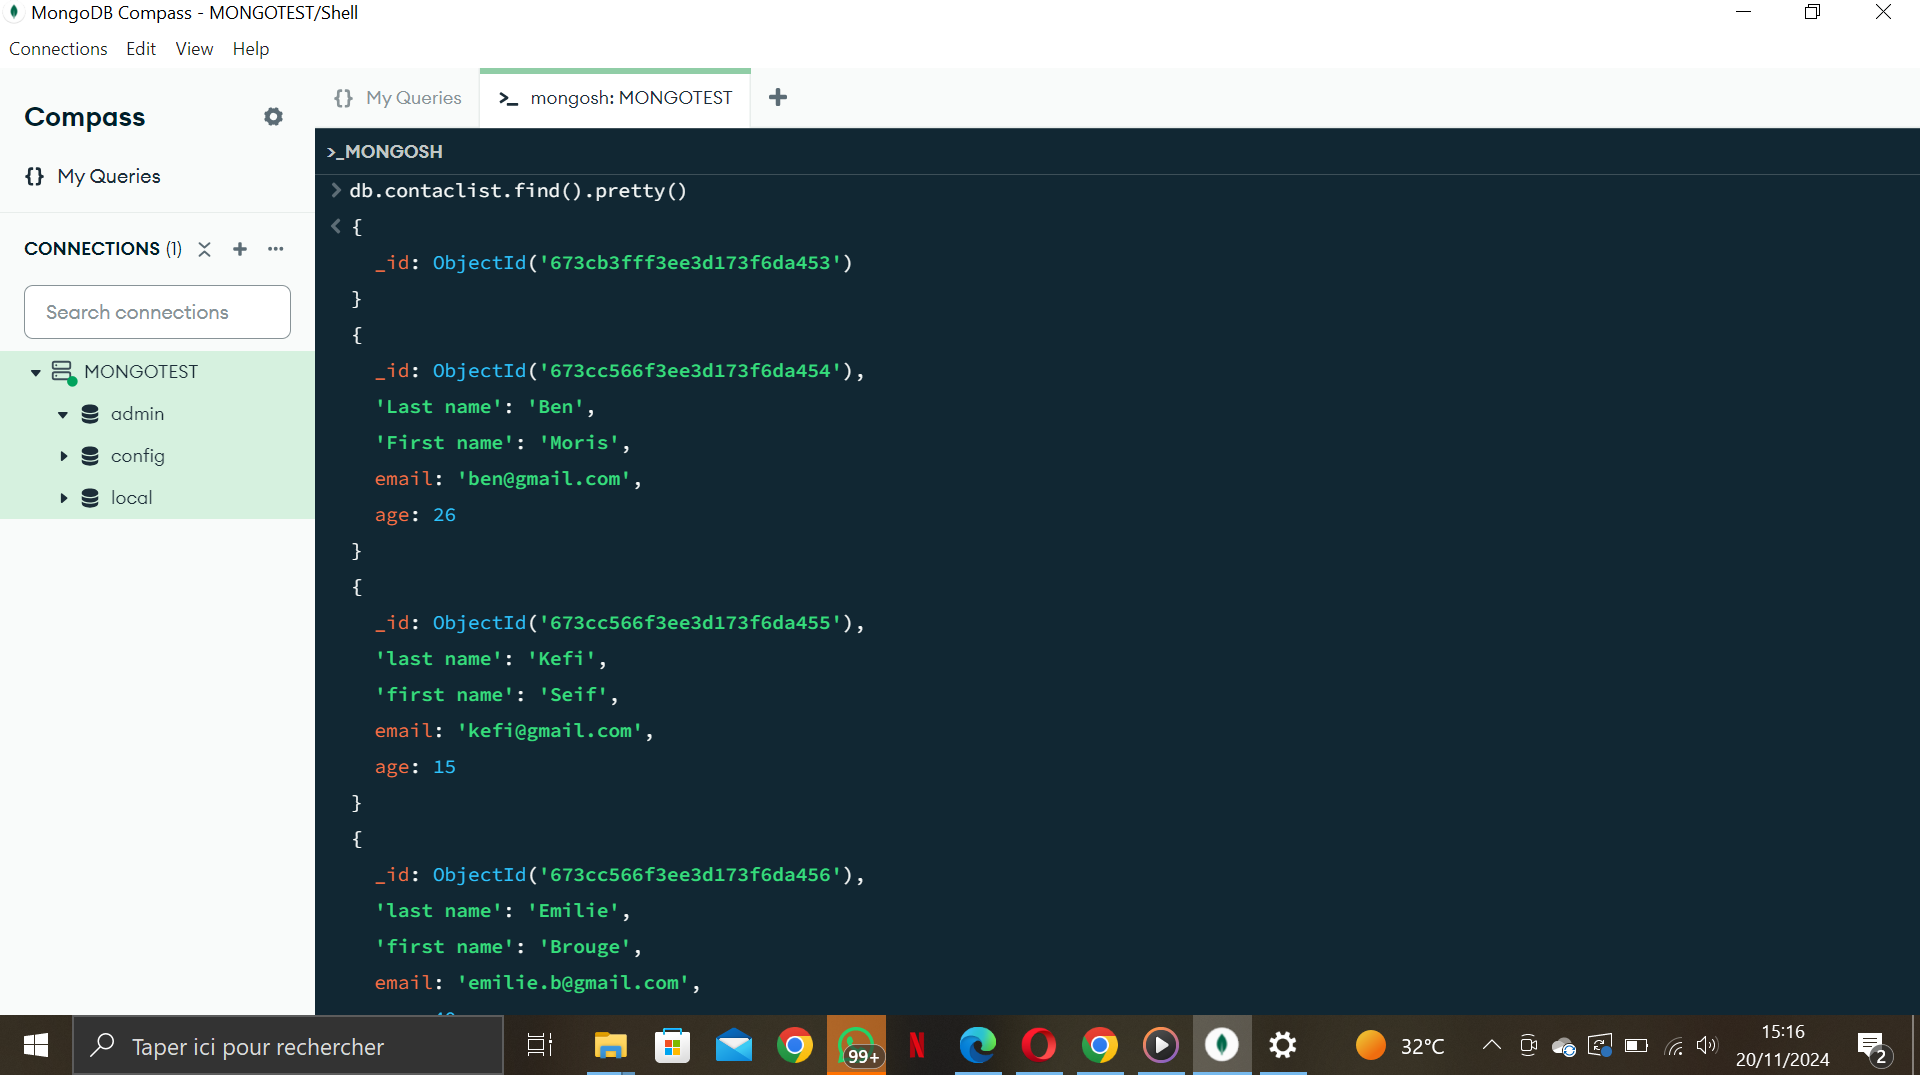 MongoDB Compass - MONGOTEST/Shell
Connections Edit View Help
Compass
My Queries
CONNECTIONS (1)
Search connections
MONGOTEST
admin
config
local
{} My Queries
>_ mongosh: MONGOTEST
>_MONGOSH
> db.contaclist.find().pretty()
< {
_id: ObjectId('673cb3fff3ee3d173f6da453')
}
{
_id: ObjectId('673cc566f3ee3d173f6da454'),
'Last name': 'Ben',
'First name': 'Moris',
email: 'ben@gmail.com',
age: 26
}
{
_id: ObjectId('673cc566f3ee3d173f6da455'),
'last name': 'Kefi',
'first name': 'Seif',
email: 'kefi@gmail.com',
age: 15
}
{
_id: ObjectId('673cc566f3ee3d173f6da456'),
'last name': 'Emilie',
'first name': 'Brouge',
email: 'emilie.b@gmail.com',
Taper ici pour rechercher
99+
32°C
15:16
20/11/2024
2